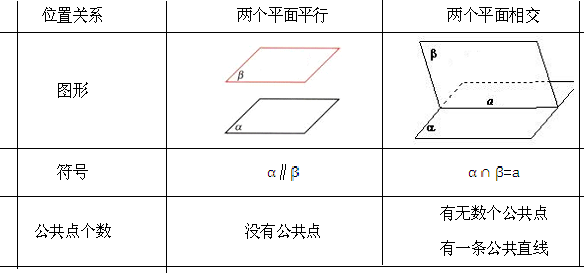 位置关系 两个平面平行 两个平面相交
图形
β
α
β
a
α
符号 α∥β α∩β=a
公共点个数 没有公共点 有无数个公共点
有一条公共直线